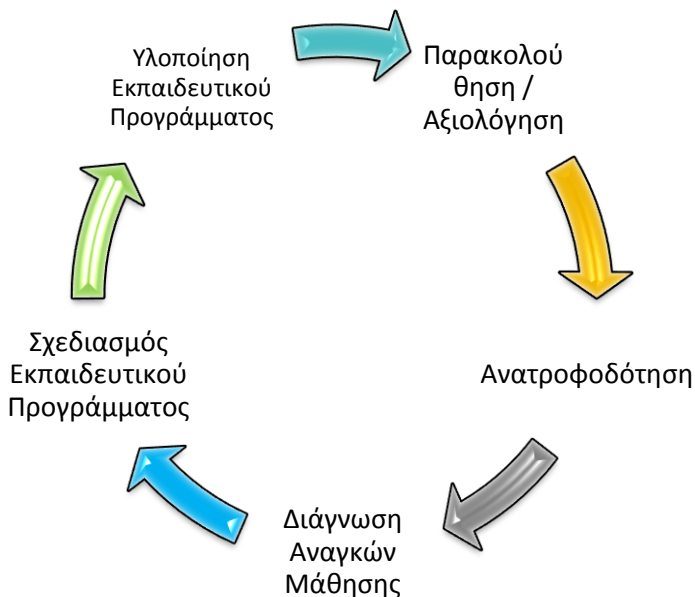 Υλοποίηση
Εκπαιδευτικού
Προγράμματος
Παρακολού
θηση /
Αξιολόγηση
Ανατροφοδότηση
Διάγνωση
Αναγκών
Μάθησης
Σχεδιασμός
Εκπαιδευτικού
Προγράμματος